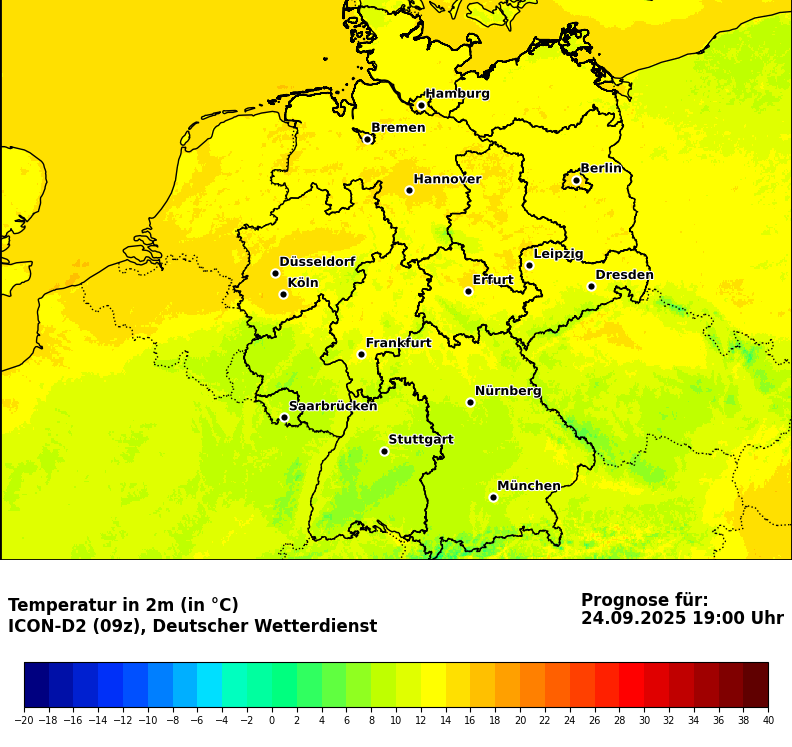 Hamburg
Bremen
Berlin
Hannover
Leipzig
Düsseldorf
Dresden
Köln
Erfurt
Frankfurt
Nürnberg
Saarbrücken
Stuttgart
München
Temperatur in 2m (in °C)
ICON-D2 (09z), Deutscher Wetterdienst
Prognose für:
24.09.2025 19:00 Uhr
−20 −18 −16 −14 −12 −10 −8 −6 −4 −2 0 2 4 6 8 10 12 14 16 18 20 22 24 26 28 30 32 34 36 38 40